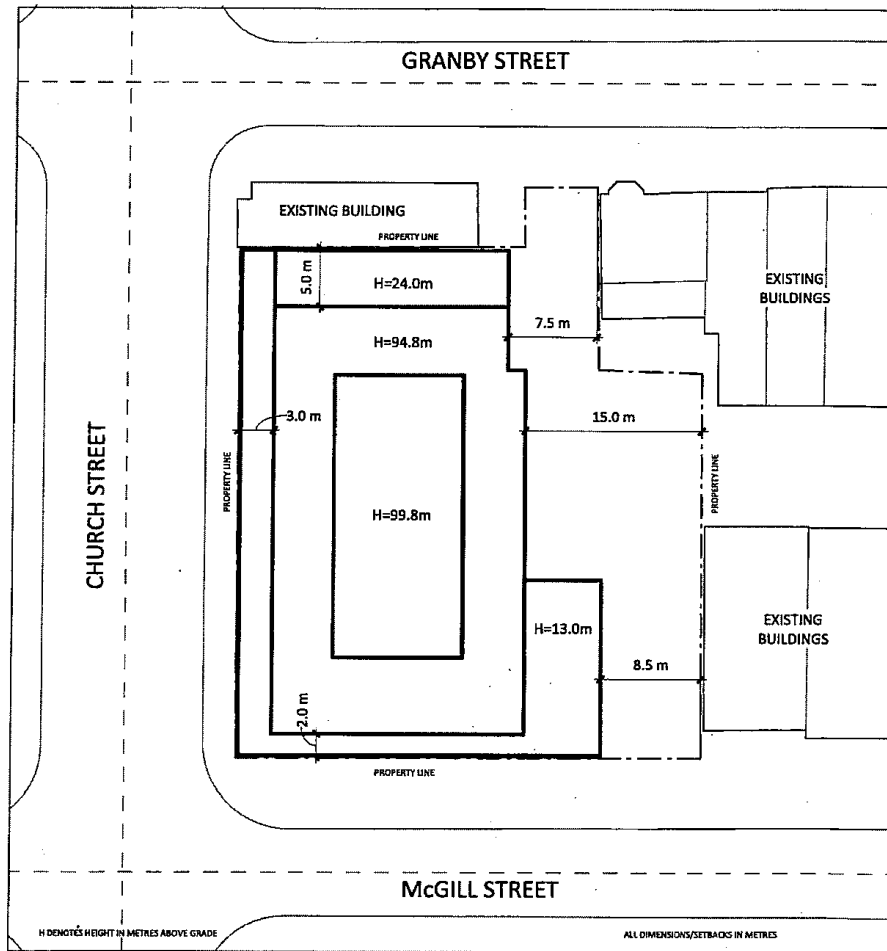 GRANBY STREET
EXISTING BUILDING
PROPERTY LINE
5.0 m
H=24.0m
EXISTING
BUILDINGS
7.5 m
H=94.8m
3.0 m
15.0 m
CHURCH STREET
PROPERTY LINE
PROPERTY LINE
H=99.8m
H=13.0m
EXISTING
BUILDINGS
8.5 m
2.0 m
PROPERTY LINE
McGILL STREET
H DENOTES HEIGHT IN METRES ABOVE GRADE
ALL DIMENSIONS/SETBACKS IN METRES